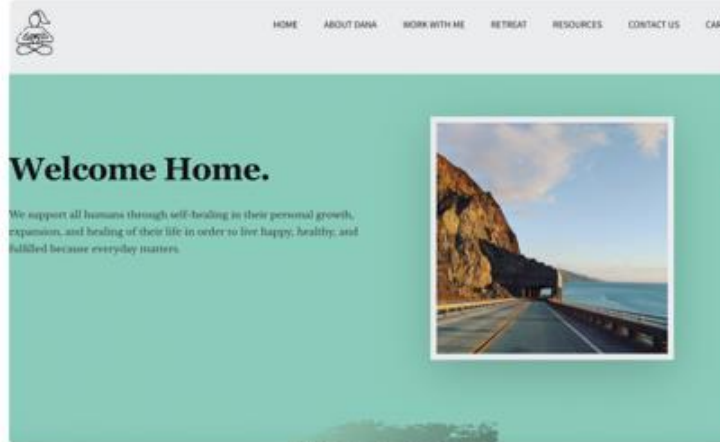 HOME ABOUT DANA WORK WITH ME RETREAT RESOURCES CONTACT US
Welcome Home.
We support all humans through self-healing in their personal growth,
expansion, and healing of their life in order to live happy, healthy, and
fulfilled because everyday matters.